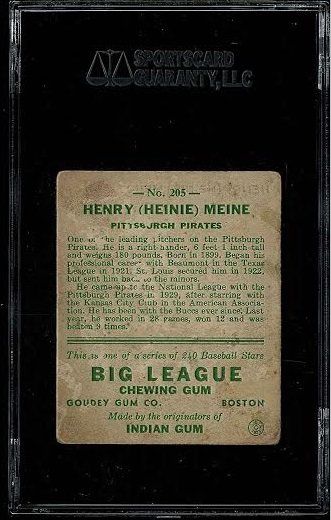 SPORTSCARD
GUARANTY, LLC
— No. 205 —
HENRY (HEINIE) MEINE
PITTSBURGH PIRATES
One of the leading pitchers on the Pittsburgh
Pirates. He is a right-hander, 6 feet 1 inch tall
and weighs 180 pounds. Born in 1899. Began his
professional career with Beaumont in the Texas
League in 1921. St. Louis secured him in 1922,
but sent him back to the minors.
He came up to the National League with the
Pittsburgh Pirates in 1929, after starring with
the Kansas City Club in the American Associa-
tion. He has been with the Bucs ever since. Last
year, he worked in 28 games, won 12 and was
beaten 9 times.
This is one of a series of 240 Baseball Stars
BIG LEAGUE
CHEWING GUM
GOUDEY GUM CO. BOSTON
Made by the originators of
INDIAN GUM